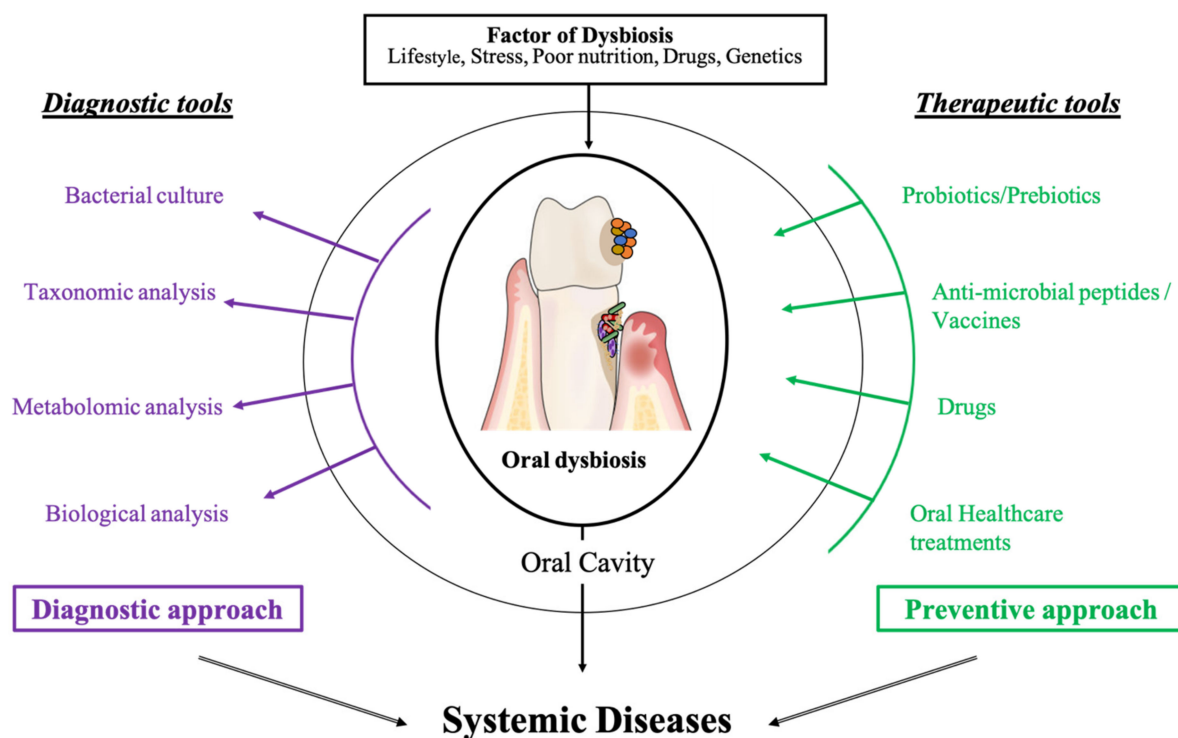 Factor of Dysbiosis
Lifestyle, Stress, Poor nutrition, Drugs, Genetics
Diagnostic tools
Bacterial culture
Taxonomic analysis
Metabolomic analysis
Biological analysis
Diagnostic approach
Oral dysbiosis
Oral Cavity
Therapeutic tools
Probiotics/Prebiotics
Anti-microbial peptides /
Vaccines
Drugs
Oral Healthcare
treatments
Preventive approach
Systemic Diseases